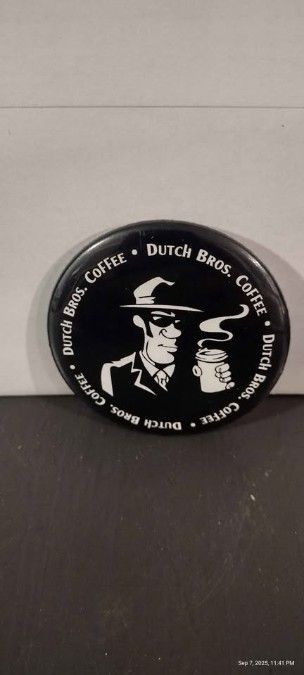 Dutch Bros. Coffee • Dutch Bros. Coffee • Dutch Bros. Coffee • Dutch Bros. Coffee •
Sep 7, 2025, 11:41 PM